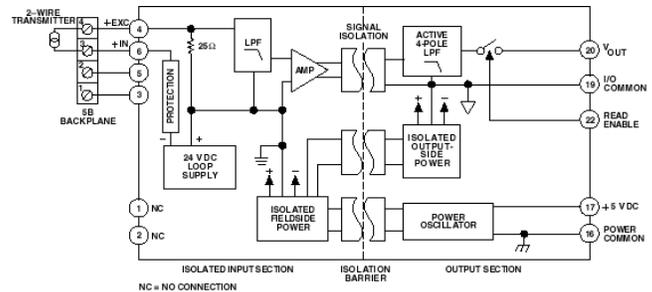 2–WIRE
TRANSMITTER
4
+EXC
3
+IN
2
1
5B
BACKPLANE
4
6
5
3
25Ω
LPF
AMP
PROTECTION
–
+
24 VDC
LOOP
SUPPLY
SIGNAL
ISOLATION
ACTIVE
4-POLE
LPF
20
VOUT
19
I/O
COMMON
22
READ
ENABLE
+
–
ISOLATED
OUTPUT-
SIDE
POWER
+
–
1
NC
2
NC
ISOLATED
FIELDSIDE
POWER
POWER
OSCILLATOR
17
+5 VDC
16
POWER
COMMON
ISOLATED INPUT SECTION
ISOLATION
BARRIER
OUTPUT SECTION
NC = NO CONNECTION